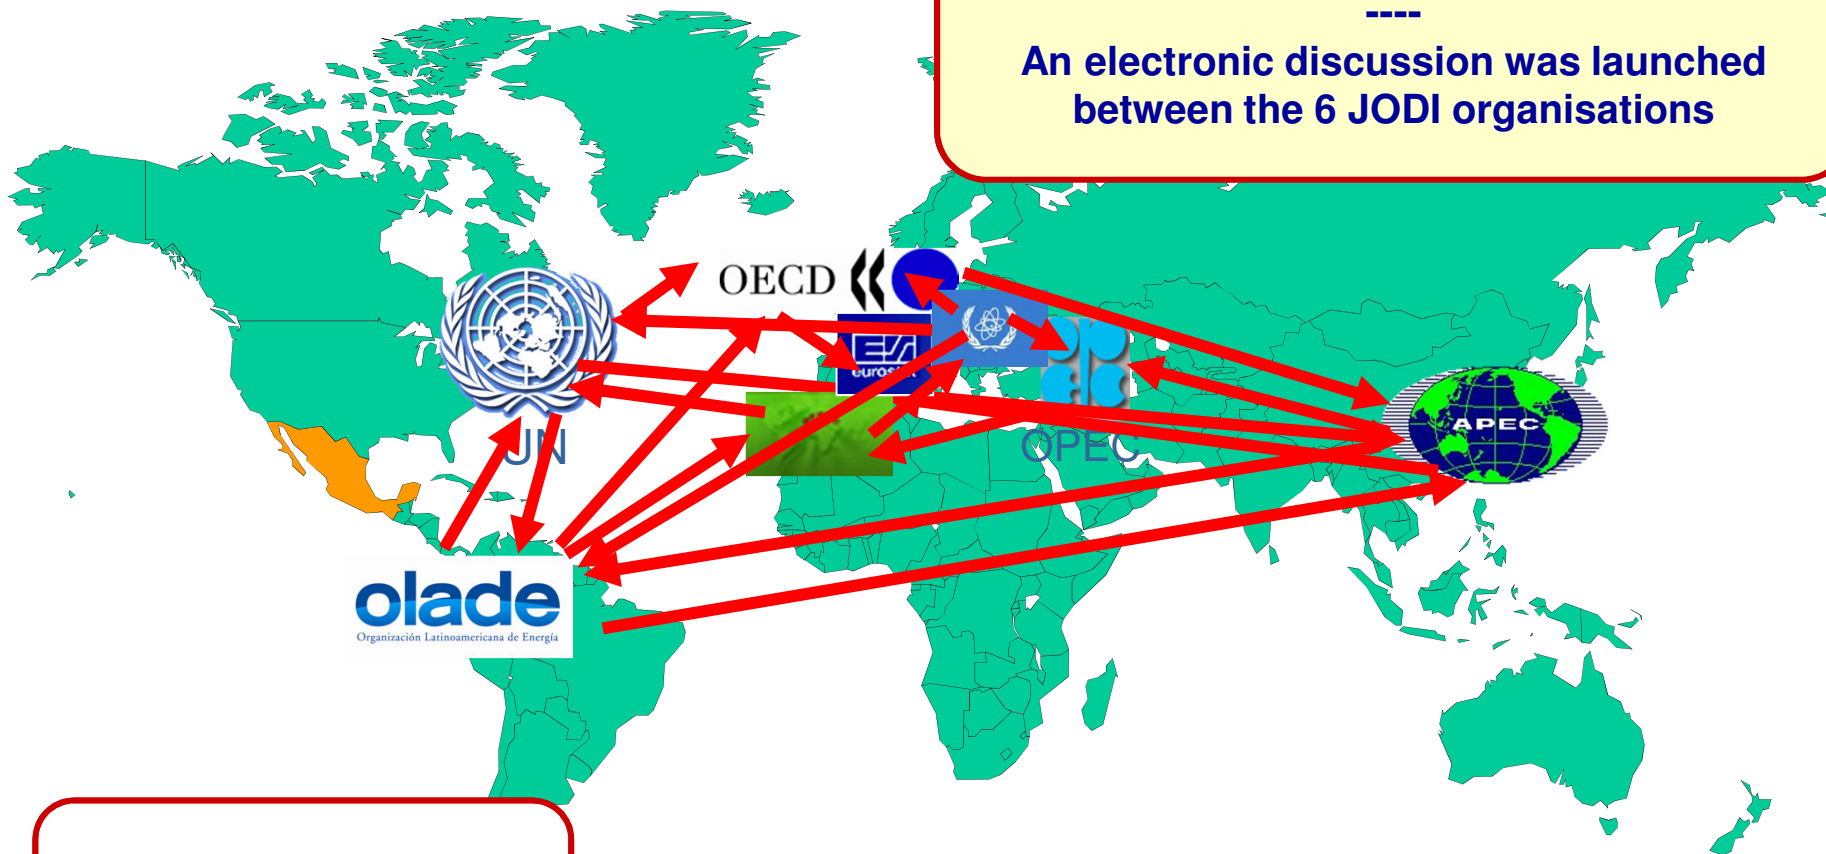 ----
An electronic discussion was launched
between the 6 JODI organisations
OECD
eurostat
APEC
UN
OPEC
olade
Organización Latinoamericana de Energía